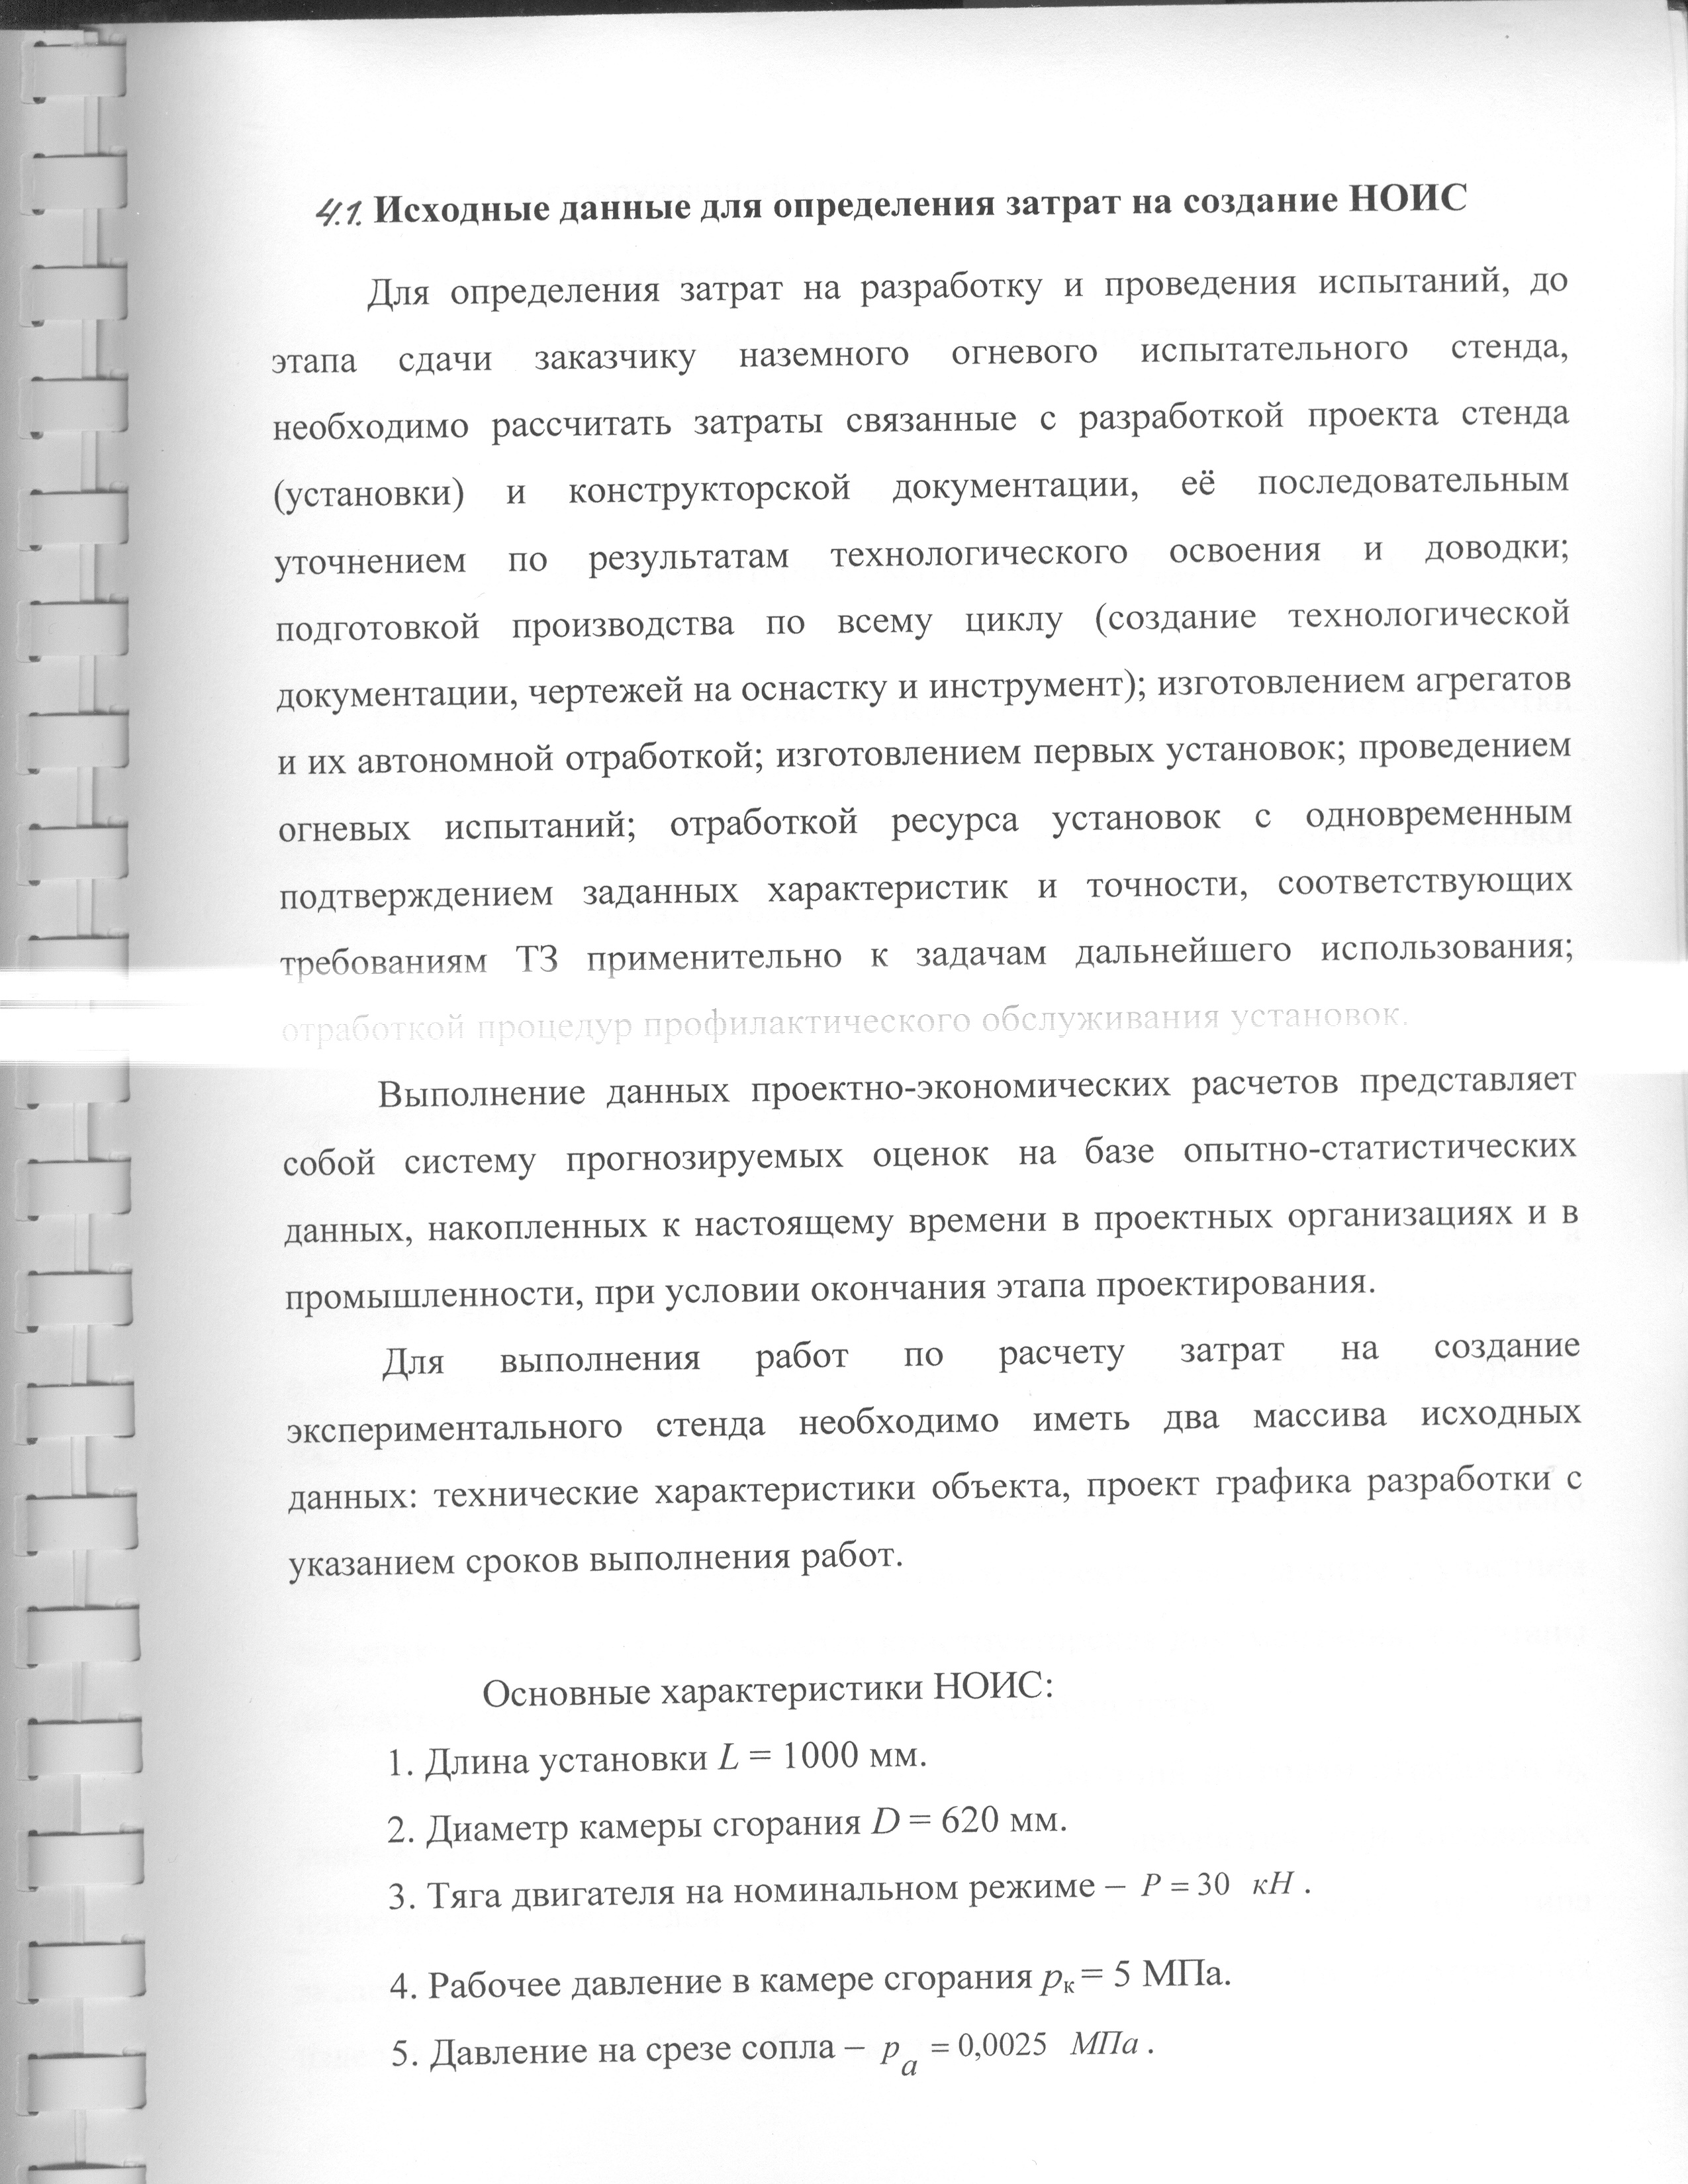 4.1. Исходные данные для определения затрат на создание НОИС
Для определения затрат на разработку и проведения испытаний, до
этапа сдачи заказчику наземного огневого испытательного стенда,
необходимо рассчитать затраты связанные с разработкой проекта стенда
(установки) и конструкторской документации, её последовательным
уточнением по результатам технологического освоения и доводки;
подготовкой производства по всему циклу (создание технологической
документации, чертежей на оснастку и инструмент); изготовлением агрегатов
и их автономной отработкой; изготовлением первых установок; проведением
огневых испытаний; отработкой ресурса установок с одновременным
подтверждением заданных характеристик и точности, соответствующих
требованиям ТЗ применительно к задачам дальнейшего использования;
отработкой процедур профилактического обслуживания установок.
Выполнение данных проектно-экономических расчетов представляет
собой систему прогнозируемых оценок на базе опытно-статистических
данных, накопленных к настоящему времени в проектных организациях и в
промышленности, при условии окончания этапа проектирования.
Для выполнения работ по расчету затрат на создание
экспериментального стенда необходимо иметь два массива исходных
данных: технические характеристики объекта, проект графика разработки с
указанием сроков выполнения работ.
Основные характеристики НОИС:
1. Длина установки L = 1000 мм.
2. Диаметр камеры сгорания D = 620 мм.
3. Тяга двигателя на номинальном режиме – P = 30 кН .
4. Рабочее давление в камере сгорания pк = 5 МПа.
5. Давление на срезе сопла – pa = 0,0025 МПа .